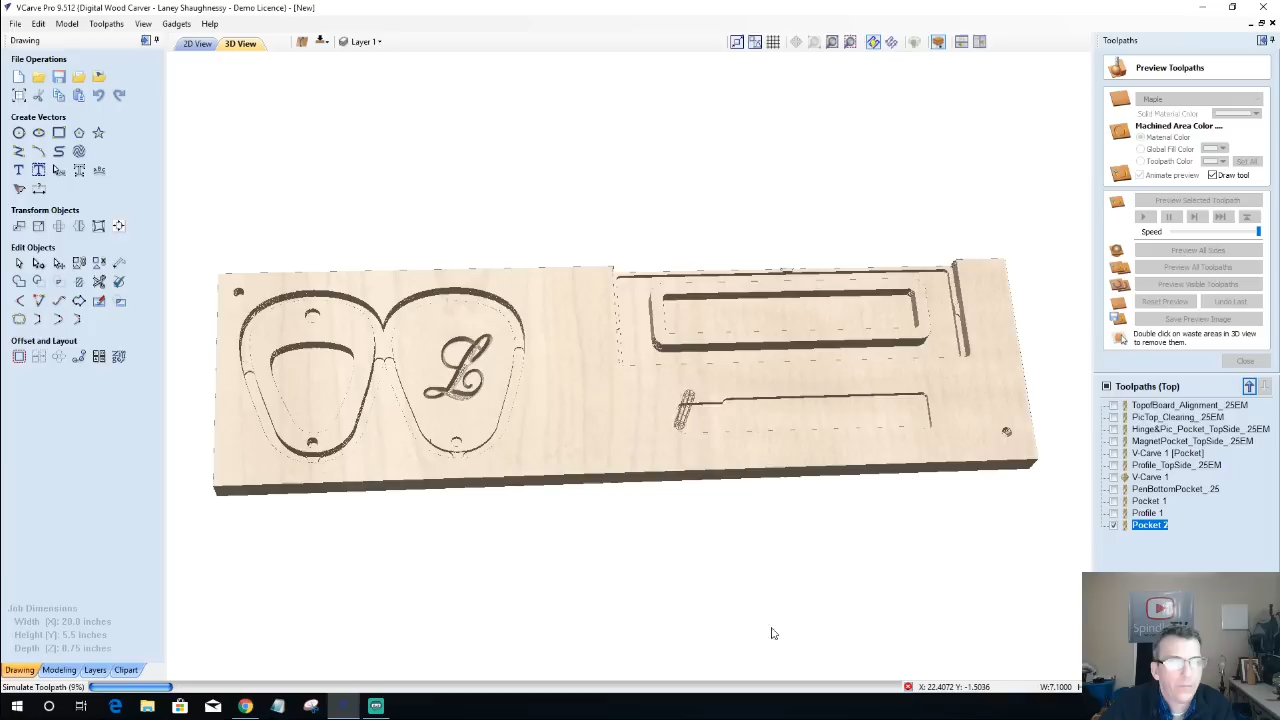 VCarve Pro 9.512 {Digital Wood Carver - Laney Shaughnessy - Demo Licence} - [New]
File Edit Model Toolpaths View Gadgets Help
Drawing
2D View 3D View Layer 1
Toolpaths
File Operations
Create Vectors
Transform Objects
Edit Objects
Offset and Layout
Job Dimensions
Width (X): 20.0 inches
Height (Y): 5.5 inches
Depth (Z): 0.75 inches
Drawing Modeling Layers Clipart
Simulate Toolpath (9%)
L
X: 22.4072 Y: -1.5036
W:7.1000 H
Preview Toolpaths
Maple
Solid Material Color
Machined Area Color ....
Material Color
Global Fill Color
Toolpath Color Set All
Animate preview Draw tool
Preview Selected Toolpath
Speed
Preview All Sides
Preview All Toolpaths
Preview Visible Toolpaths
Reset Preview Undo Last
Save Preview Image
Double click on waste areas in 3D view
to remove them.
Close
Toolpaths (Top)
TopofBoard_Alignment_.25EM
PicTop_Clearing_.25EM
Hinge&Pic_Pocket_TopSide_.25EM
MagnetPocket_TopSide_.25EM
V-Carve 1 [Pocket]
Profile_TopSide_.25EM
V-Carve 1
PenBottomPocket_.25
Pocket 1
Profile 1
Pocket 2